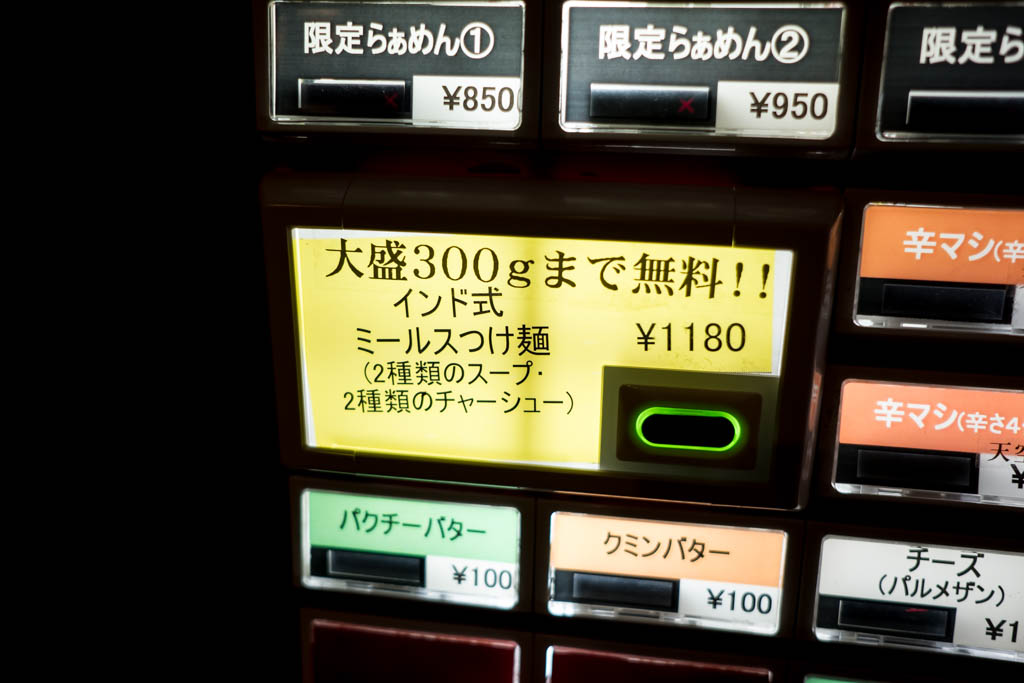 限定らぁめん①
¥850
限定らぁめん②
¥950
限定ら
大盛300gまで無料!!
インド式
ミールスつけ麺
¥1180
(2種類のスープ・
2種類のチャーシュー)
辛マシ(辛
辛マシ(辛さ4
天空
¥
パクチーバター
¥100
クミンバター
¥100
チーズ
(パルメザン)
¥1